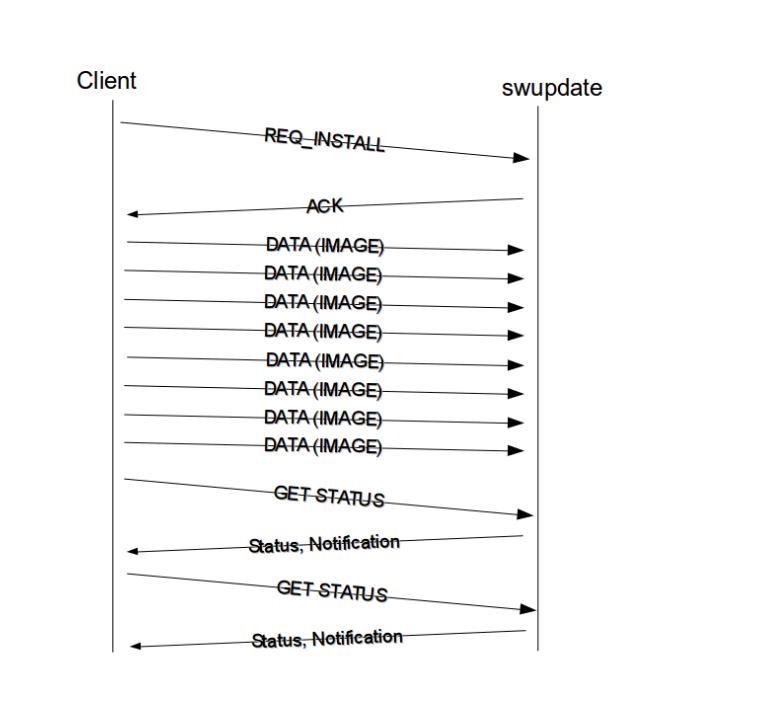 Client
swupdate
REQ_INSTALL
ACK
DATA (IMAGE)
DATA (IMAGE)
DATA (IMAGE)
DATA (IMAGE)
DATA (IMAGE)
DATA (IMAGE)
DATA (IMAGE)
DATA (IMAGE)
GET STATUS
Status, Notification
GET STATUS
Status, Notification